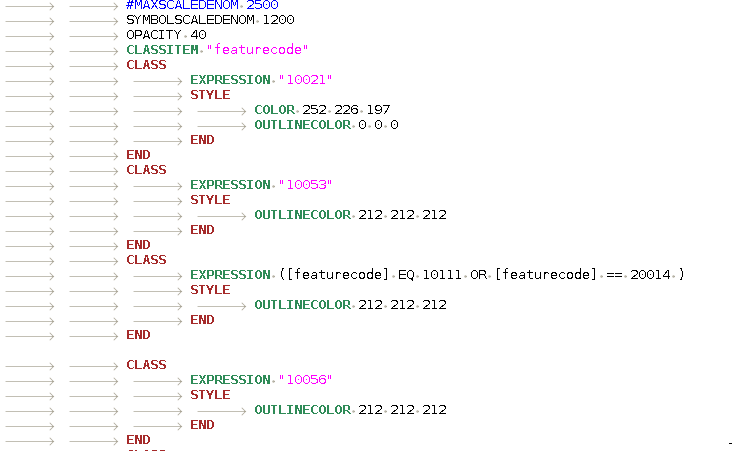 #MAXSCALEDENOM 2500
SYMBOLSCALEDENOM 1200
OPACITY 40
CLASSITEM "featurecode"
CLASS
EXPRESSION "10021"
STYLE
COLOR 252 226 197
OUTLINECOLOR 0 0 0
END
END
CLASS
EXPRESSION "10053"
STYLE
OUTLINECOLOR 212 212 212
END
END
CLASS
EXPRESSION ([featurecode] EQ 10111 OR [featurecode] == 20014 )
STYLE
OUTLINECOLOR 212 212 212
END
END
CLASS
EXPRESSION "10056"
STYLE
OUTLINECOLOR 212 212 212
END
END